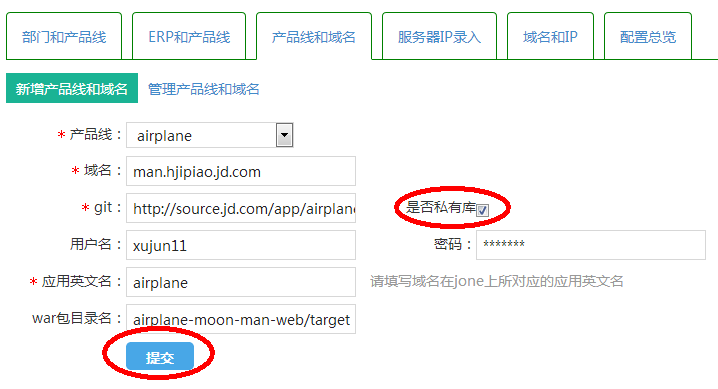 部门和产品线 ERP和产品线 产品线和域名 服务器IP录入 域名和IP 配置总览
新增产品线和域名 管理产品线和域名
* 产品线： airplane
* 域名： man.hjipiao.jd.com
* git： http://source.jd.com/app/airplane 是否私有库
用户名： xujun11 密码： *******
* 应用英文名： airplane 请填写域名在jone上所对应的应用英文名
war包目录名： airplane-moon-man-web/target
提交